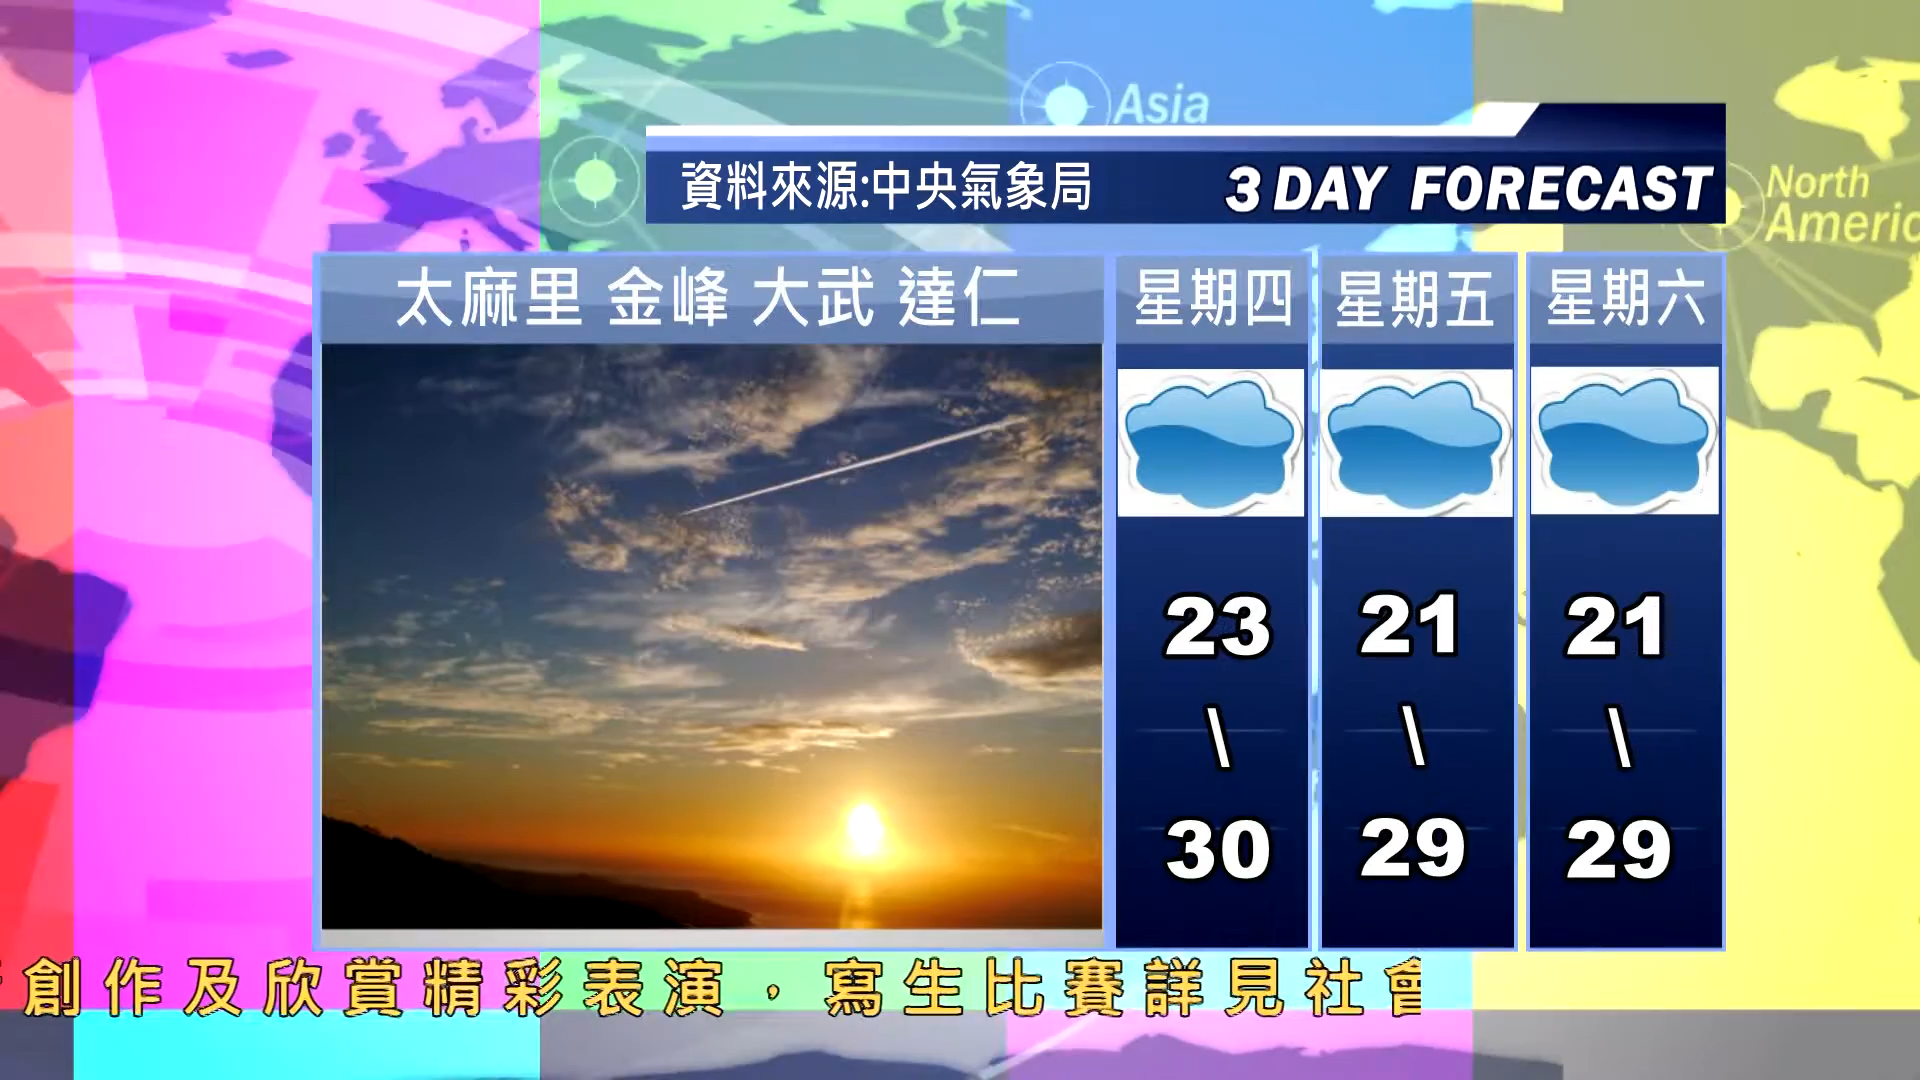 Asia
資料來源:中央氣象局
3 DAY FORECAST
North
Americ
太麻里 金峰 大武 達仁
星期四
星期五
星期六
23
\
30
21
\
29
21
\
29
創作及欣賞精彩表演，寫生比賽詳見社會